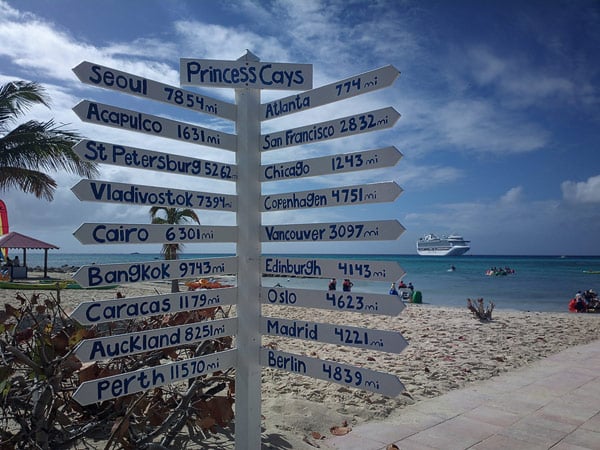 Princess Cays
Seoul 7854 mi
Atlanta 774 mi
Acapulco 1631 mi
San Francisco 2832 mi
St. Petersburg 5262 mi
Chicago 1243 mi
Vladivostok 7394 mi
Copenhagen 4751 mi
Cairo 6301 mi
Vancouver 3097 mi
Bangkok 9743 mi
Edinburgh 4143 mi
Caracas 1179 mi
Oslo 4692 mi
Auckland 8251 mi
Madrid 4221 mi
Perth 11570 mi
Berlin 4839 mi